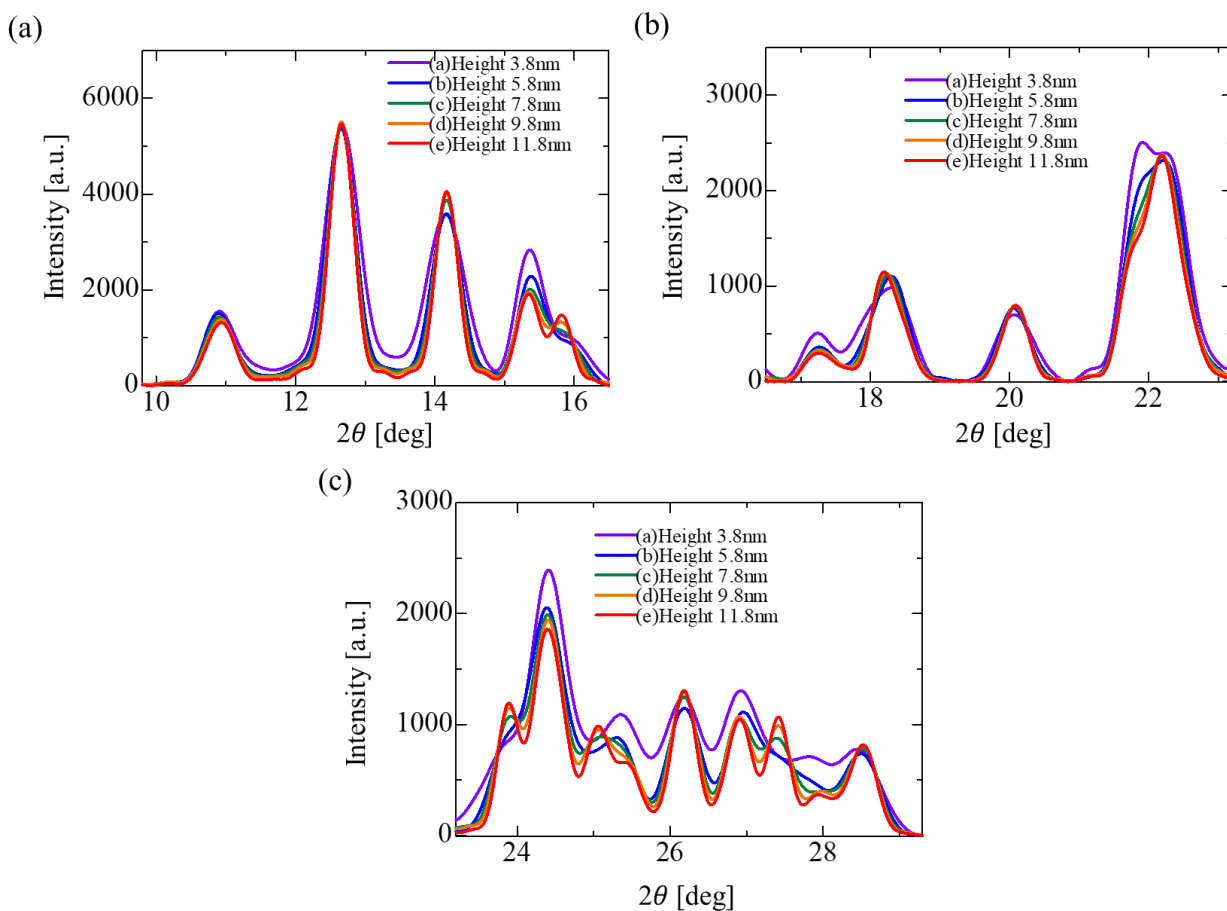 (a)
6000
4000
2000
0
Intensity [a.u.]
(a)Height 3.8nm
(b)Height 5.8nm
(c)Height 7.8nm
(d)Height 9.8nm
(e)Height 11.8nm
10 12 14 16
2θ [deg]
(b)
3000
2000
1000
0
Intensity [a.u.]
(a)Height 3.8nm
(b)Height 5.8nm
(c)Height 7.8nm
(d)Height 9.8nm
(e)Height 11.8nm
18 20 22
2θ [deg]
(c)
3000
2000
1000
0
Intensity [a.u.]
(a)Height 3.8nm
(b)Height 5.8nm
(c)Height 7.8nm
(d)Height 9.8nm
(e)Height 11.8nm
24 26 28
2θ [deg]